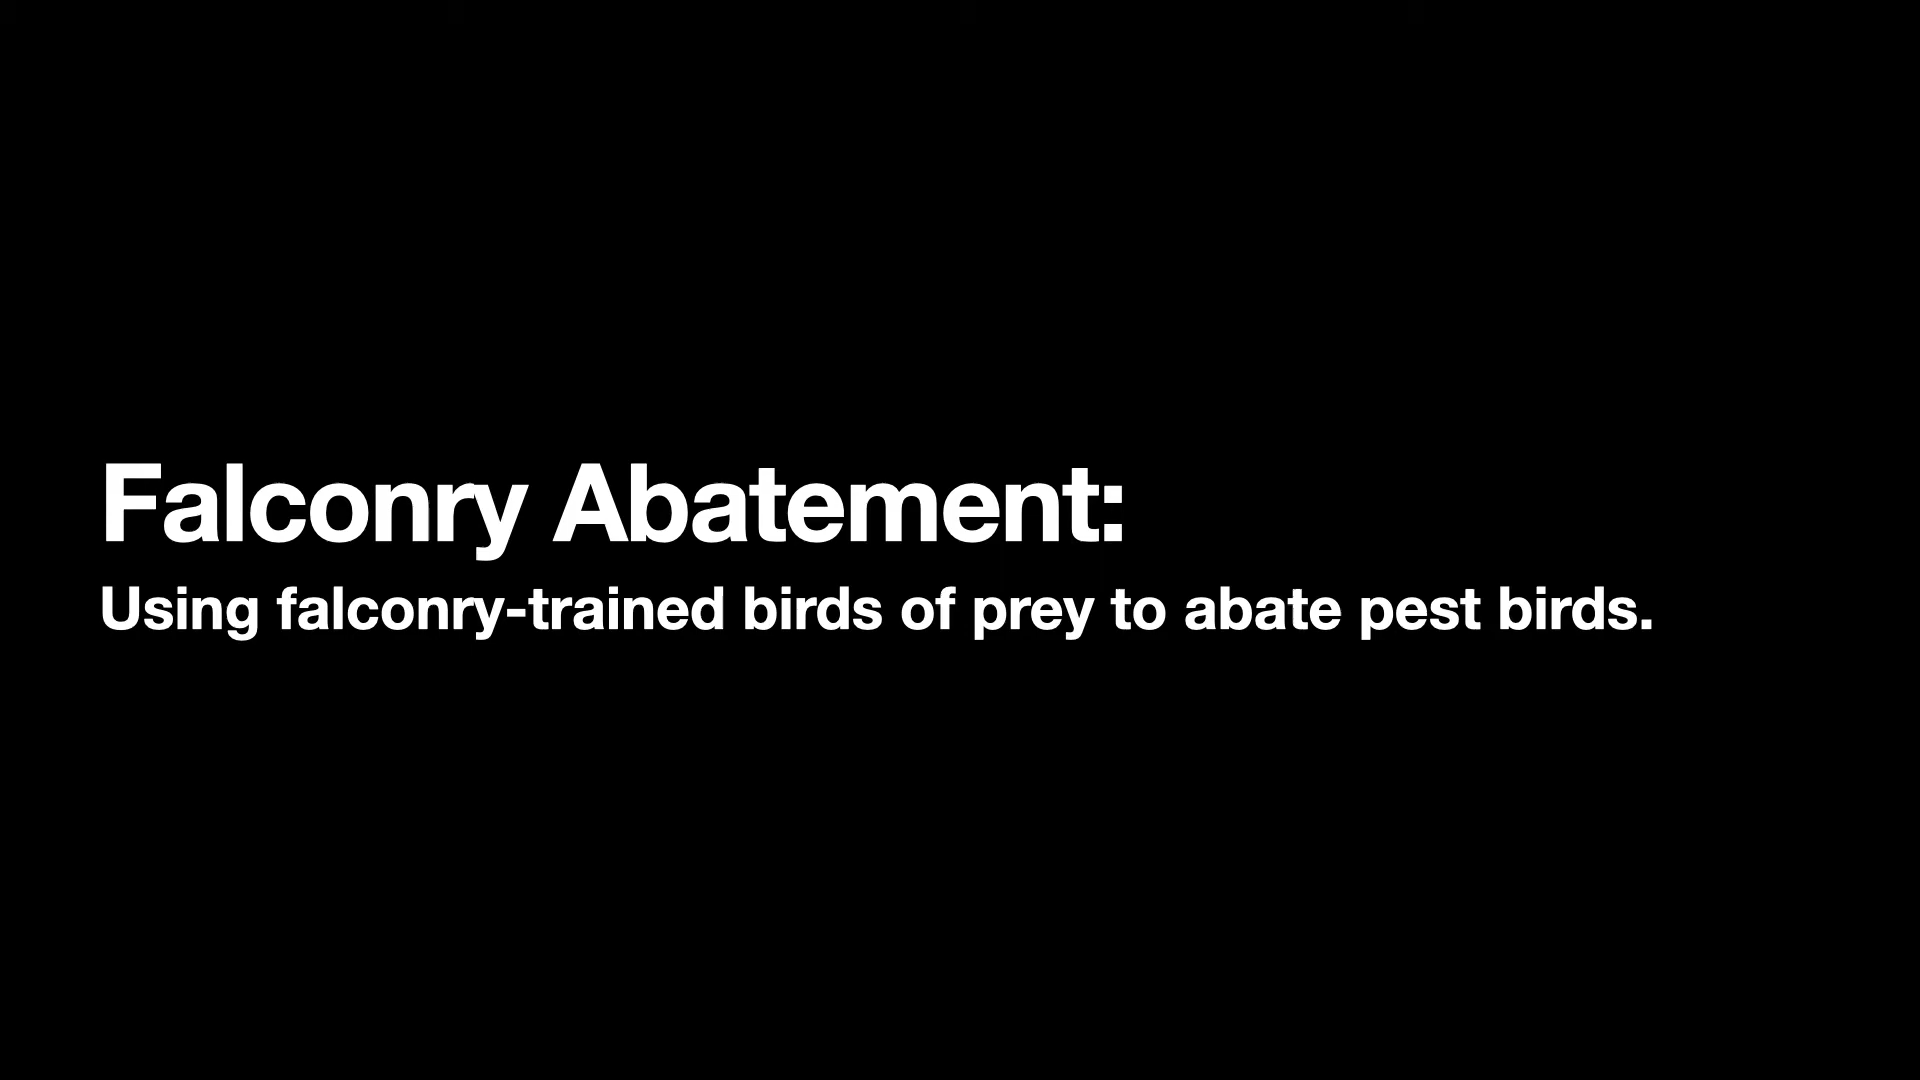 Falconry Abatement:
Using falconry-trained birds of prey to abate pest birds.